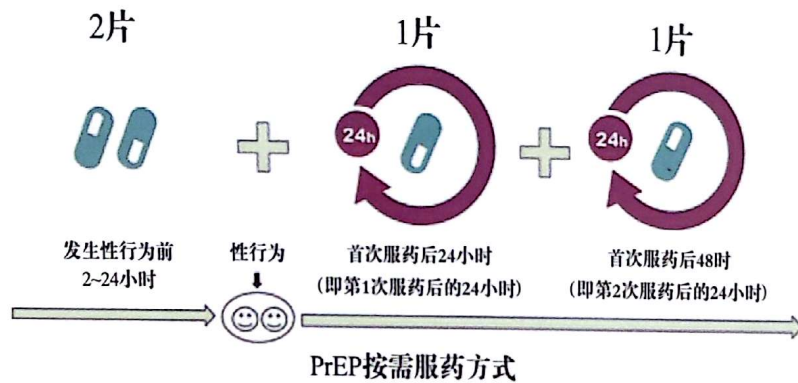 2片
1片
1片
24h
24h
发生性行为前
2~24小时
性行为
首次服药后24小时
(即第1次服药后的24小时)
首次服药后48时
(即第2次服药后的24小时)
PrEP按需服药方式